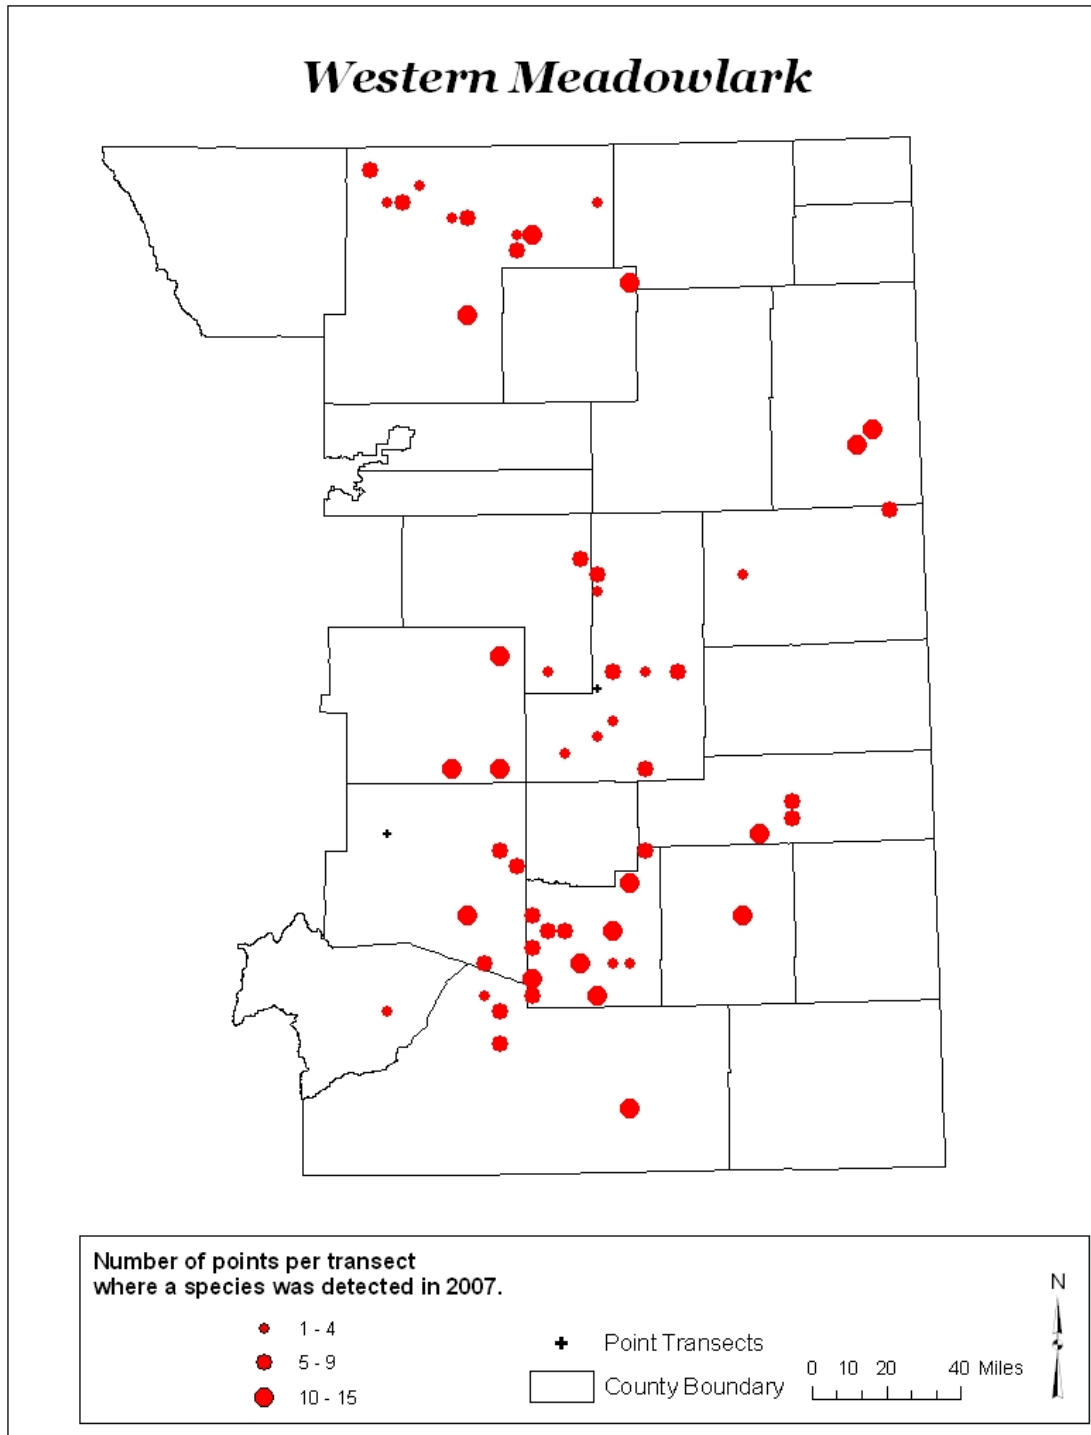 Western Meadowlark
Number of points per transect
where a species was detected in 2007.
1 - 4
5 - 9
10 - 15
Point Transects
County Boundary
0 10 20 40 Miles
N